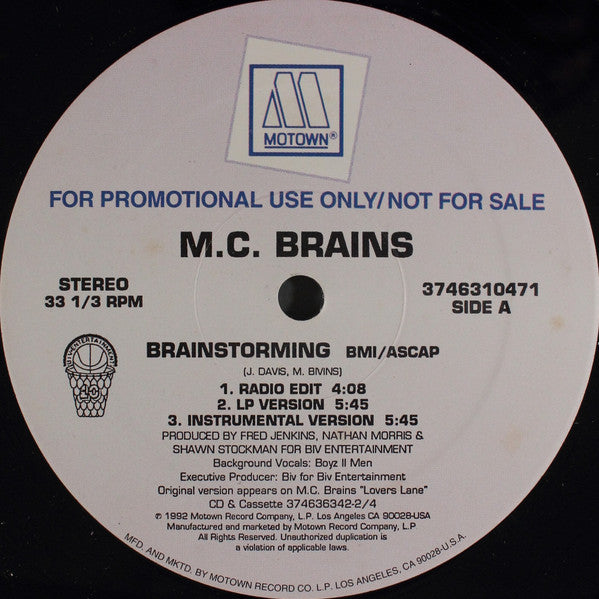 MOTOWN®
FOR PROMOTIONAL USE ONLY/NOT FOR SALE
M.C. BRAINS
STEREO
33 1/3 RPM
3746310471
SIDE A
BRAINSTORMING BMI/ASCAP
(J. DAVIS, M. BIVINS)
1. RADIO EDIT 4:08
2. LP VERSION 5:45
3. INSTRUMENTAL VERSION 5:45
PRODUCED BY FRED JENKINS, NATHAN MORRIS &
SHAWN STOCKMAN FOR BIV ENTERTAINMENT
Background Vocals: Boyz II Men
Executive Producer: Biv for Biv Entertainment
Original version appears on M.C. Brains "Lovers Lane"
CD & Cassette 374636342-2/4
℗ 1992 Motown Record Company, L.P. Los Angeles CA 90028-USA
Manufactured and marketed by Motown Record Company, L.P.
All Rights Reserved. Unauthorized duplication is
a violation of applicable laws.
MFD. AND MKTD. BY MOTOWN RECORD CO. L.P. LOS ANGELES, CA 90028-U.S.A.